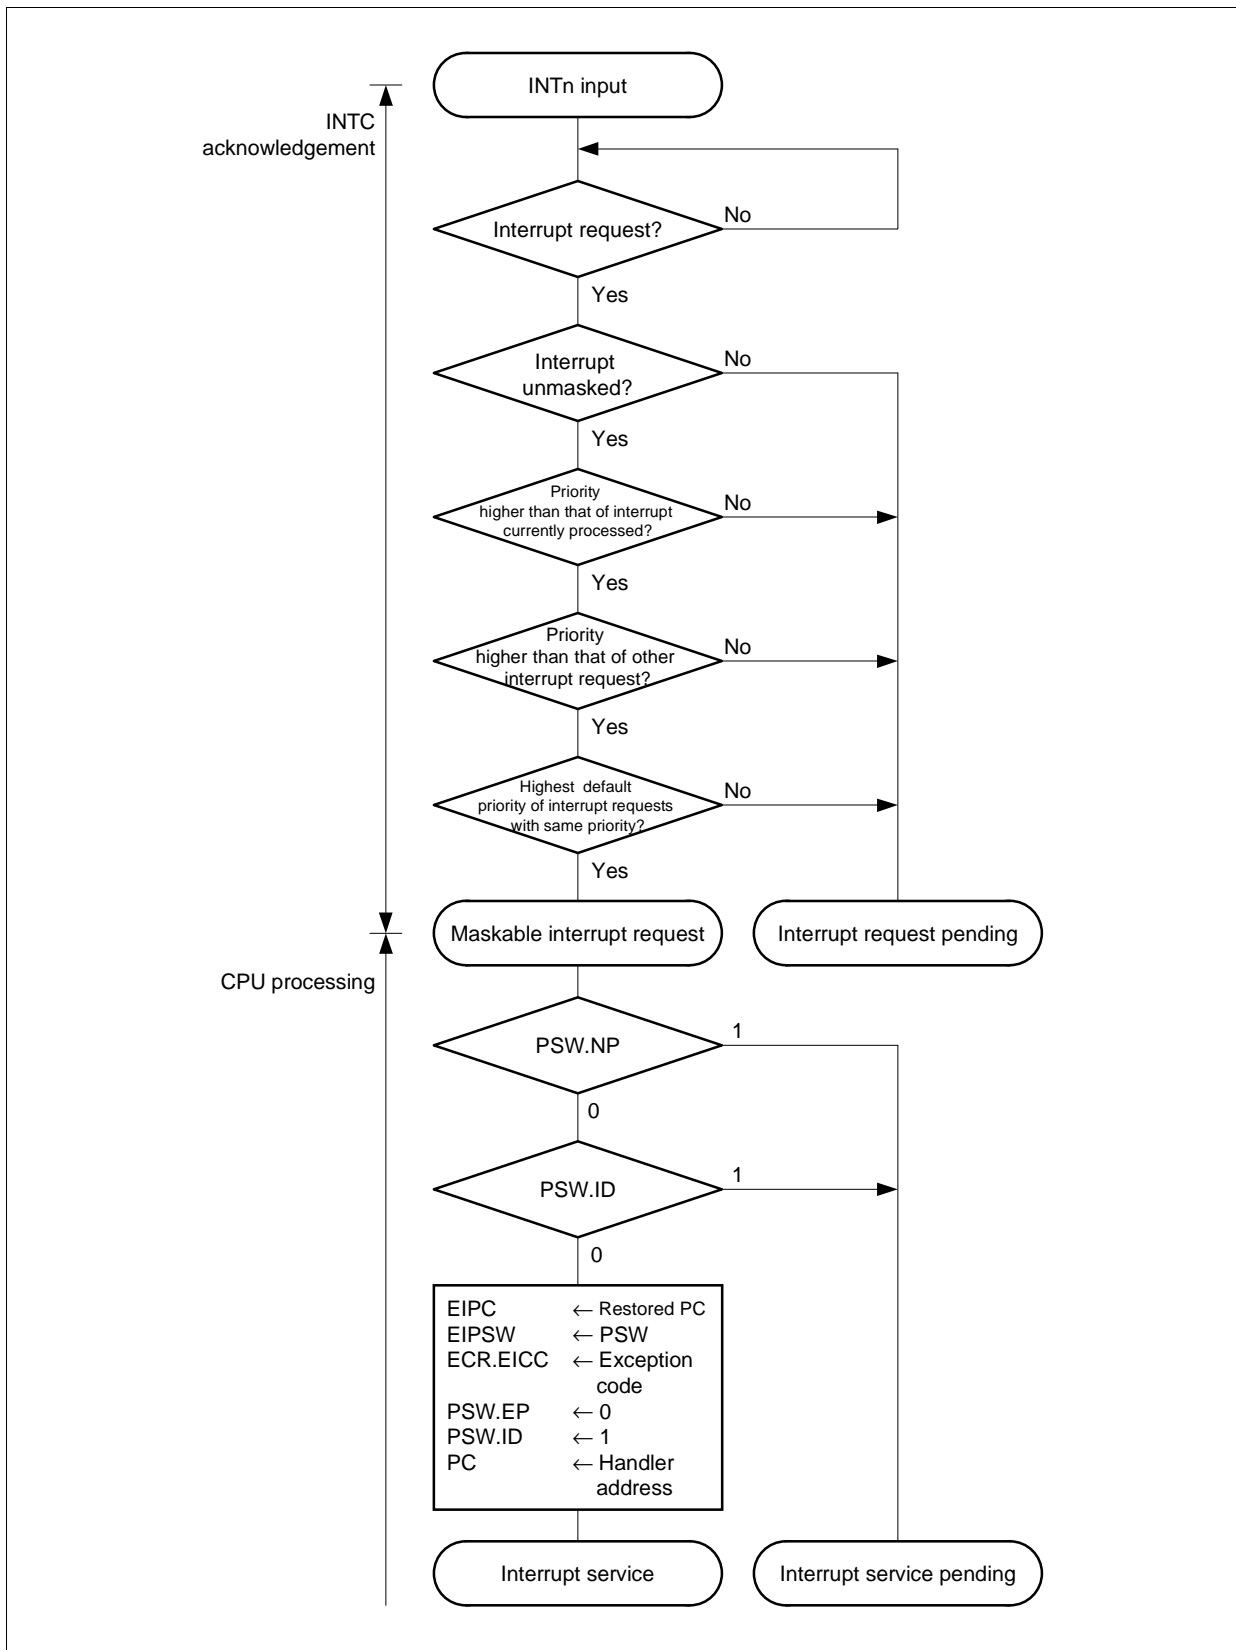 INTn input
INTC
acknowledgement
No
Interrupt request?
Yes
Interrupt
unmasked?
No
Yes
Priority
higher than that of interrupt
currently processed?
No
Yes
Priority
higher than that of other
interrupt request?
No
Yes
Highest default
priority of interrupt requests
with same priority?
No
Yes
Maskable interrupt request
Interrupt request pending
CPU processing
PSW.NP
1
0
PSW.ID
1
0
EIPC ← Restored PC
EIPSW ← PSW
ECR.EICC ← Exception
code
PSW.EP ← 0
PSW.ID ← 1
PC ← Handler
address
Interrupt service
Interrupt service pending